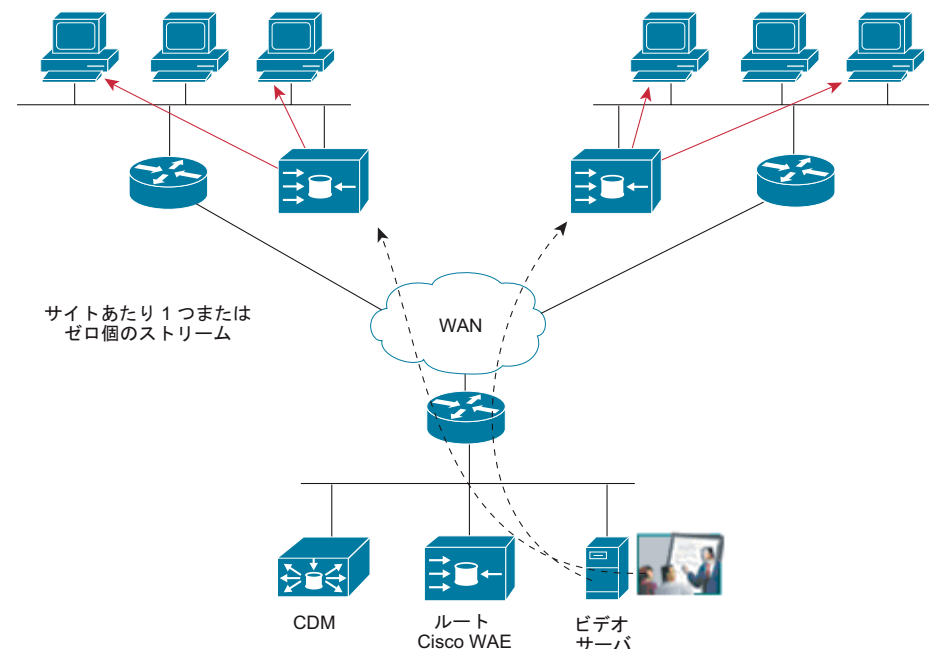 サイトあたり 1 つまたは
ゼロ個のストリーム
WAN
CDM
ルート
Cisco WAE
ビデオ
サーバ